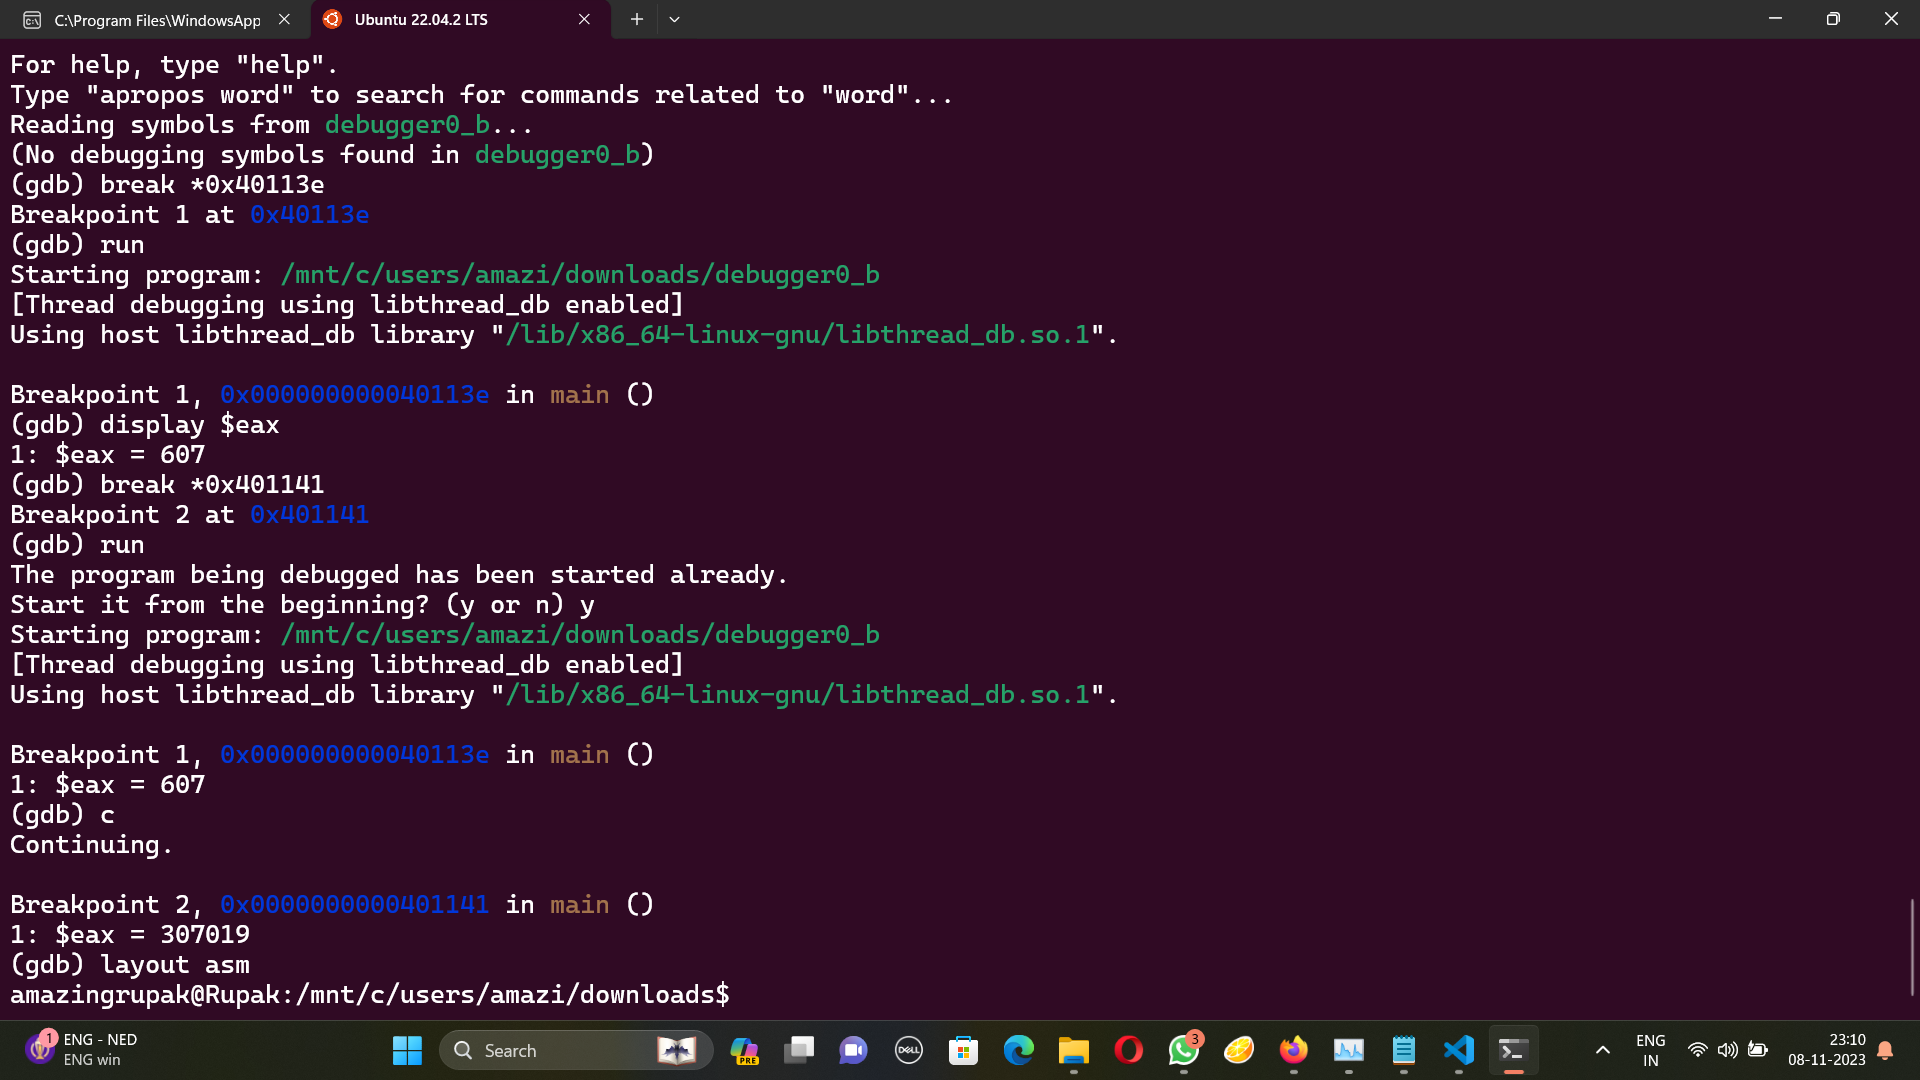 C:\Program Files\WindowsApp
Ubuntu 22.04.2 LTS
For help, type "help".
Type "apropos word" to search for commands related to "word"...
Reading symbols from debugger0_b...
(No debugging symbols found in debugger0_b)
(gdb) break *0x40113e
Breakpoint 1 at 0x40113e
(gdb) run
Starting program: /mnt/c/users/amazi/downloads/debugger0_b
[Thread debugging using libthread_db enabled]
Using host libthread_db library "/lib/x86_64-linux-gnu/libthread_db.so.1".
Breakpoint 1, 0x000000000040113e in main ()
(gdb) display $eax
1: $eax = 607
(gdb) break *0x401141
Breakpoint 2 at 0x401141
(gdb) run
The program being debugged has been started already.
Start it from the beginning? (y or n) y
Starting program: /mnt/c/users/amazi/downloads/debugger0_b
[Thread debugging using libthread_db enabled]
Using host libthread_db library "/lib/x86_64-linux-gnu/libthread_db.so.1".
Breakpoint 1, 0x000000000040113e in main ()
1: $eax = 607
(gdb) c
Continuing.
Breakpoint 2, 0x0000000000401141 in main ()
1: $eax = 307019
(gdb) layout asm
amazingrupak@Rupak:/mnt/c/users/amazi/downloads$
1
ENG - NED
ENG win
Search
PRE
DELL
3
ENG
IN
23:10
08-11-2023